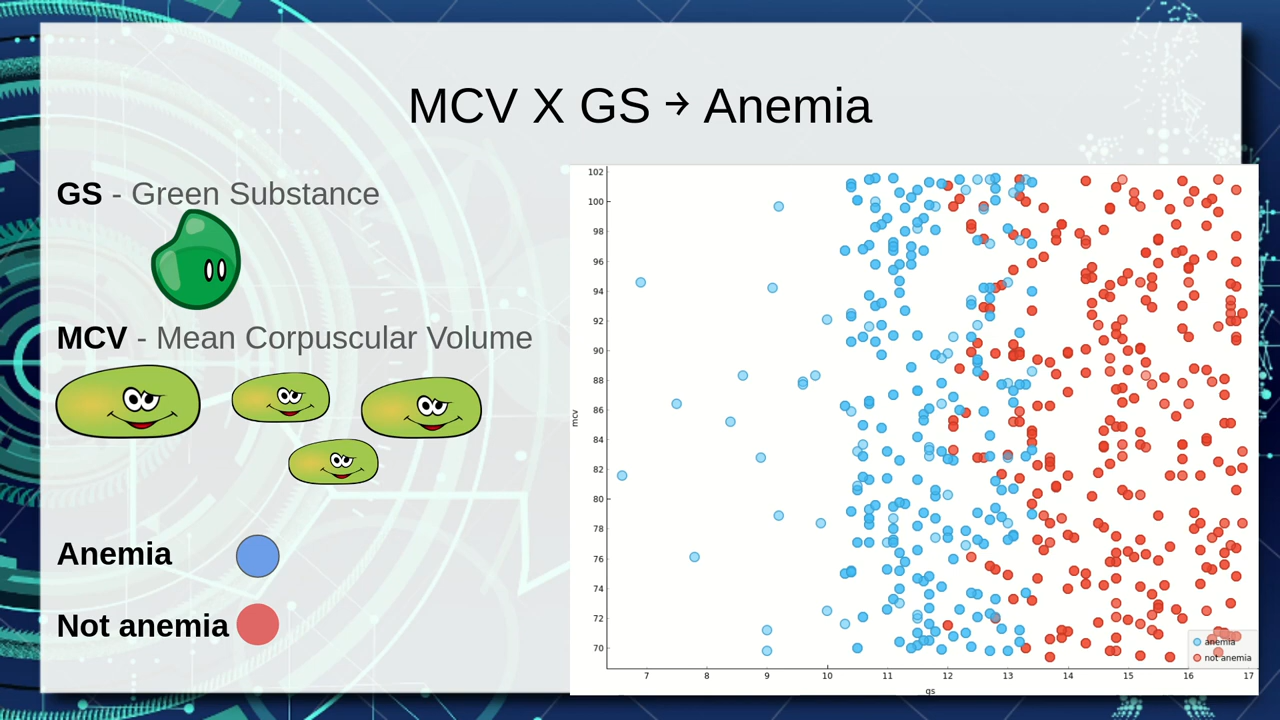 MCV X GS → Anemia
GS - Green Substance
MCV - Mean Corpuscular Volume
Anemia
Not anemia
102
100
98
96
94
92
90
88
86
84
82
80
78
76
74
72
70
mcv
7 8 9 10 11 12 13 14 15 16 17
gs
anemia
not anemia